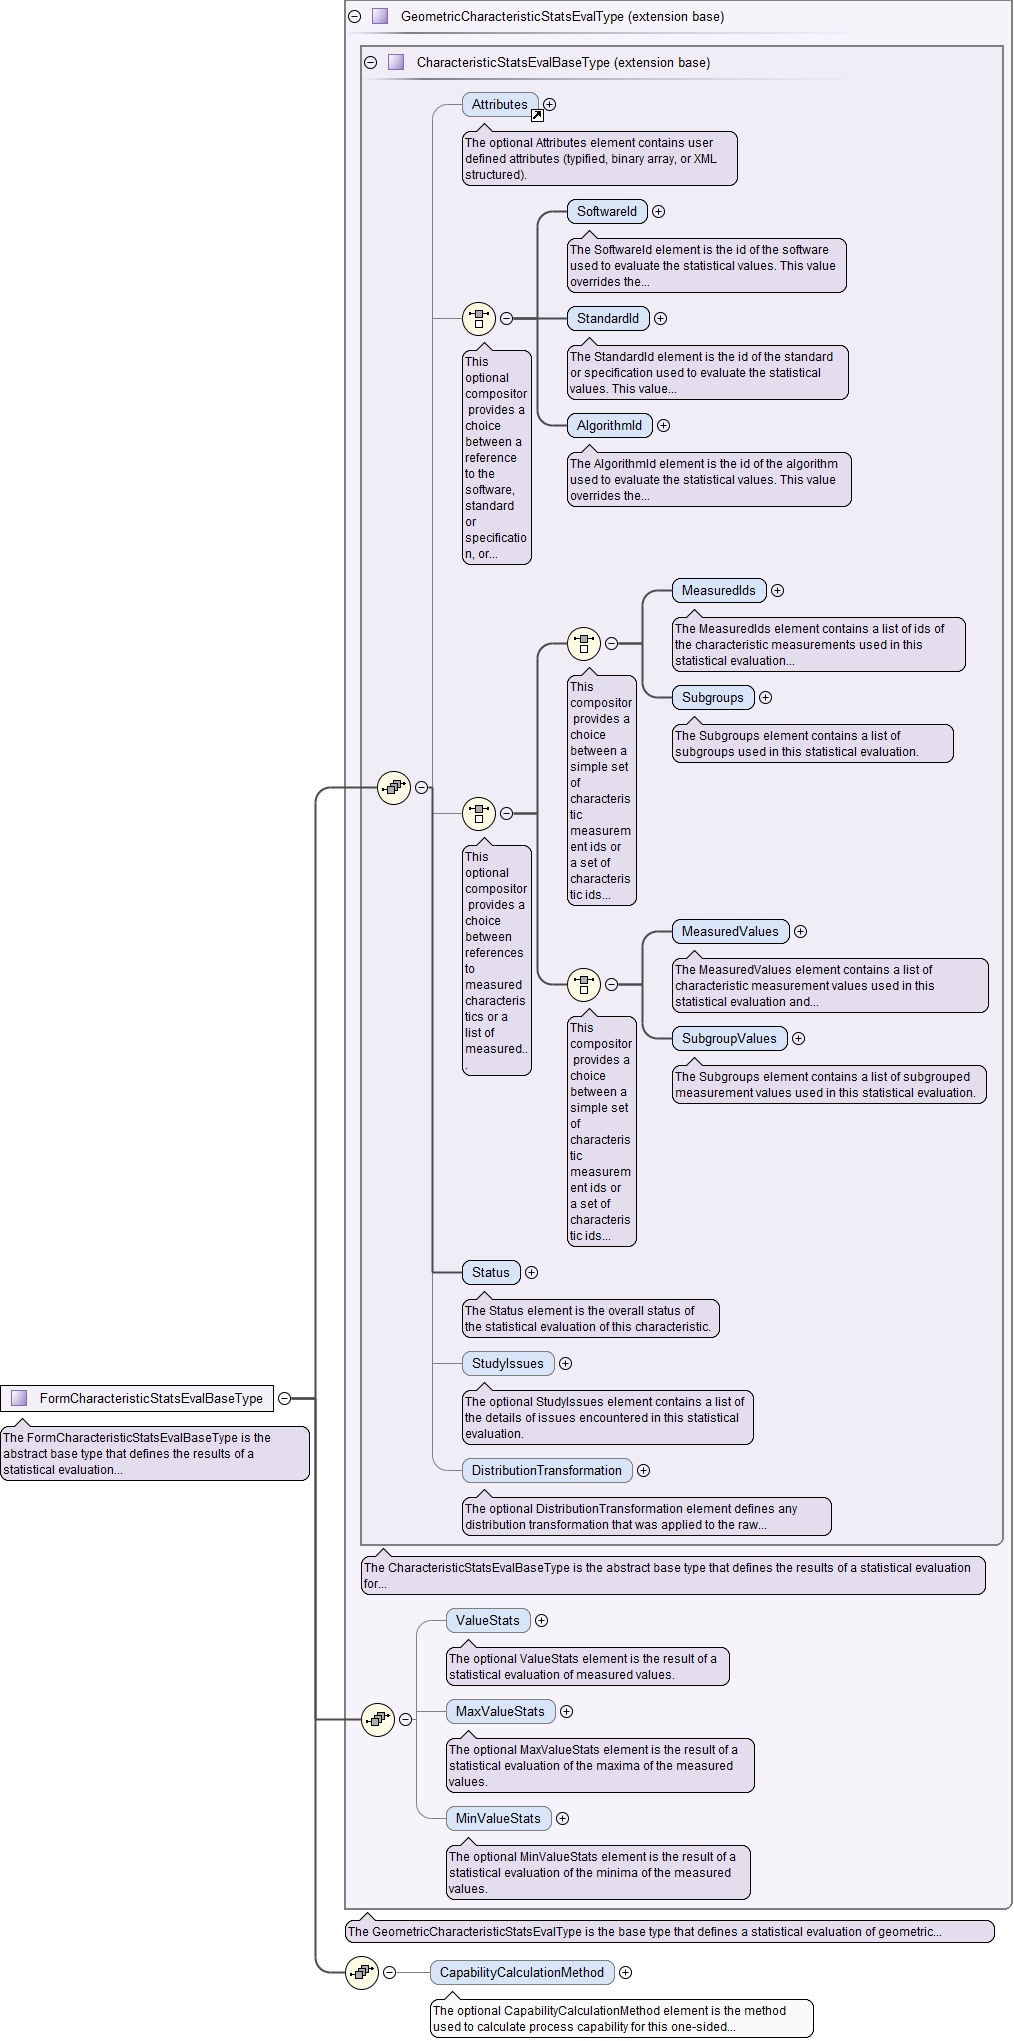 GeometricCharacteristicStatsEvalType (extension base)
CharacteristicStatsEvalBaseType (extension base)
Attributes
The optional Attributes element contains user
defined attributes (typified, binary array, or XML
structured).
SoftwareId
The SoftwareId element is the id of the software
used to evaluate the statistical values. This value
overrides the...
StandardId
The StandardId element is the id of the standard
or specification used to evaluate the statistical
values. This value...
AlgorithmId
The AlgorithmId element is the id of the algorithm
used to evaluate the statistical values. This value
overrides the...
This
optional
compositor
provides a
choice
between a
reference
to the
software,
standard
or
specificatio
n, or...
MeasuredIds
The MeasuredIds element contains a list of ids of
the characteristic measurements used in this
statistical evaluation...
Subgroups
The Subgroups element contains a list of
subgroups used in this statistical evaluation.
This
compositor
provides a
choice
between a
simple set
of
characteris
tic
measurem
ent ids or
a set of
characteris
tic ids...
This
optional
compositor
provides a
choice
between
references
to
measured
characteris
tics or a
list of
measured..
.
MeasuredValues
The MeasuredValues element contains a list of
characteristic measurement values used in this
statistical evaluation and...
SubgroupValues
The Subgroups element contains a list of subgrouped
measurement values used in this statistical evaluation.
This
compositor
provides a
choice
between a
simple set
of
characteris
tic
measurem
ent ids or
a set of
characteris
tic ids...
Status
The Status element is the overall status of
the statistical evaluation of this characteristic.
StudyIssues
The optional StudyIssues element contains a list of
the details of issues encountered in this statistical
evaluation.
FormCharacteristicStatsEvalBaseType
The FormCharacteristicStatsEvalBaseType is the
abstract base type that defines the results of a
statistical evaluation...
DistributionTransformation
The optional DistributionTransformation element defines any
distribution transformation that was applied to the raw...
The CharacteristicStatsEvalBaseType is the abstract base type that defines the results of a statistical evaluation
for...
ValueStats
The optional ValueStats element is the result of a
statistical evaluation of measured values.
MaxValueStats
The optional MaxValueStats element is the result of a
statistical evaluation of the maxima of the measured
values.
MinValueStats
The optional MinValueStats element is the result of a
statistical evaluation of the minima of the measured
values.
The GeometricCharacteristicStatsEvalType is the base type that defines a statistical evaluation of geometric...
CapabilityCalculationMethod
The optional CapabilityCalculationMethod element is the method
used to calculate process capability for this one-sided...